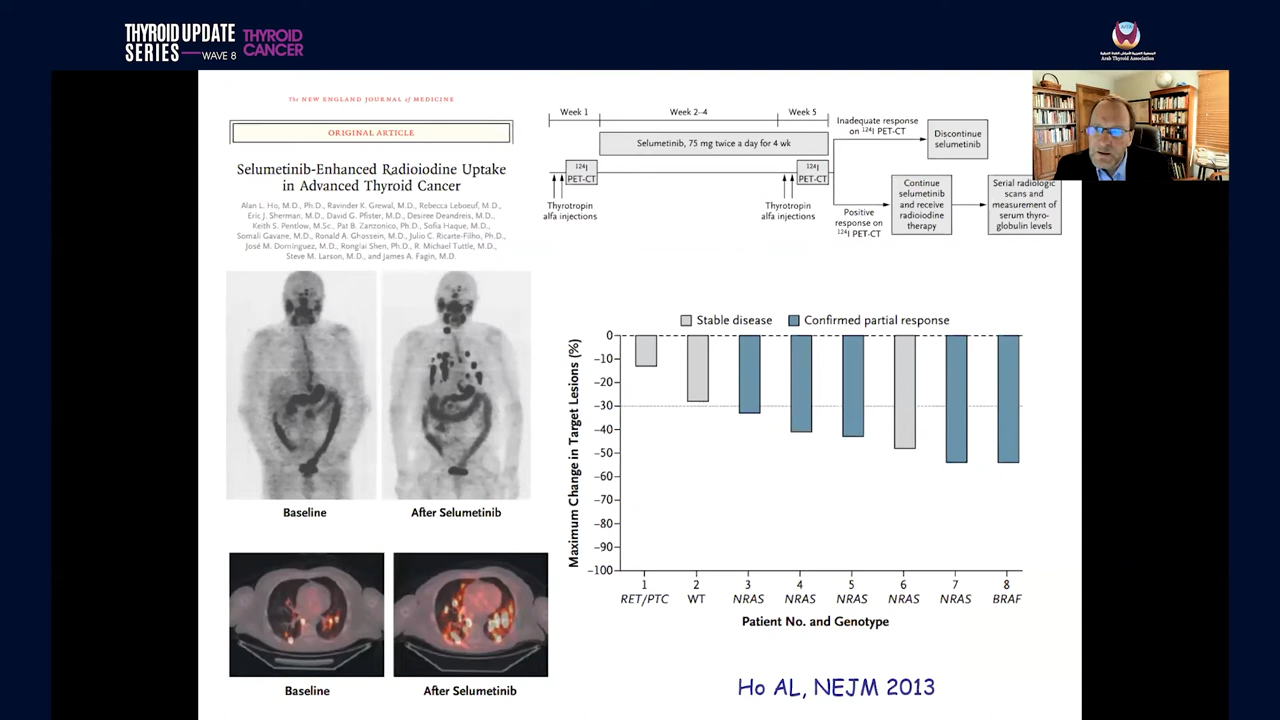 THYROID UPDATE
SERIES — WAVE 8
THYROID
CANCER
Arab Thyroid Association
The NEW ENGLAND JOURNAL of MEDICINE
ORIGINAL ARTICLE
Selumetinib-Enhanced Radioiodine Uptake
in Advanced Thyroid Cancer
Alan L. Ho, M.D., Ph.D., Ravinder K. Grewal, M.D., Rebecca Leboeuf, M.D.,
Eric J. Sherman, M.D., David G. Pfister, M.D., Desiree Deandreis, M.D.,
Keith S. Pentlow, M.Sc., Pat B. Zanzonico, Ph.D., Sofia Haque, M.D.,
Somali Gavane, M.D., Ronald A. Ghossein, M.D., Julio C. Ricarte-Filho, Ph.D.,
José M. Domínguez, M.D., Ronglai Shen, Ph.D., R. Michael Tuttle, M.D.,
Steve M. Larson, M.D., and James A. Fagin, M.D.
Baseline
After Selumetinib
Baseline
After Selumetinib
Week 1
Week 2–4
Week 5
Selumetinib, 75 mg twice a day for 4 wk
124I
PET-CT
124I
PET-CT
Thyrotropin
alfa injections
Thyrotropin
alfa injections
Inadequate response
on 124I PET-CT
Discontinue
selumetinib
Positive
response on
124I PET-CT
Continue
selumetinib
and receive
radioiodine
therapy
Serial radiologic
scans and
measurement of
serum thyro-
globulin levels
Stable disease
Confirmed partial response
Maximum Change in Target Lesions (%)
0
-10
-20
-30
-40
-50
-60
-70
-80
-90
-100
1 2 3 4 5 6 7 8
RET/PTC WT NRAS NRAS NRAS NRAS NRAS BRAF
Patient No. and Genotype
Ho AL, NEJM 2013